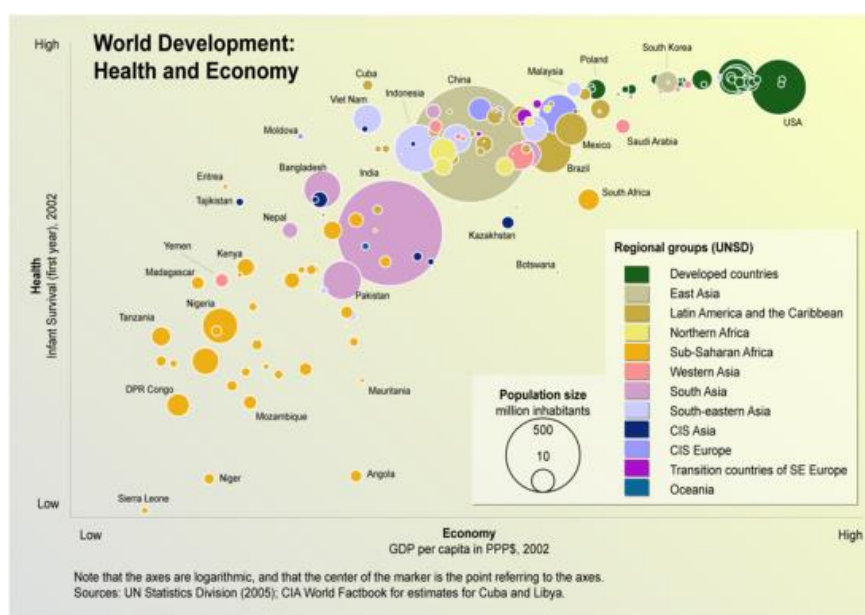 World Development:
Health and Economy
High
Health
Infant Survival (first year), 2002
Low
Low
Economy
High
GDP per capita in PPP$, 2002
Cuba
Viet Nam
Indonesia
China
Malaysia
Poland
South Korea
USA
Moldova
Mexico
Saudi Arabia
Brazil
Bangladesh
India
Eritrea
Tajikistan
South Africa
Nepal
Kazakhstan
Yemen
Kenya
Botswana
Madagascar
Pakistan
Nigeria
Tanzania
DPR Congo
Mauritania
Mozambique
Niger
Angola
Sierra Leone
Regional groups (UNSD)
Developed countries
East Asia
Latin America and the Caribbean
Northern Africa
Sub-Saharan Africa
Western Asia
South Asia
South-eastern Asia
CIS Asia
CIS Europe
Transition countries of SE Europe
Oceania
Population size
million inhabitants
500
10
Note that the axes are logarithmic, and that the center of the marker is the point referring to the axes.
Sources: UN Statistics Division (2005); CIA World Factbook for estimates for Cuba and Libya.